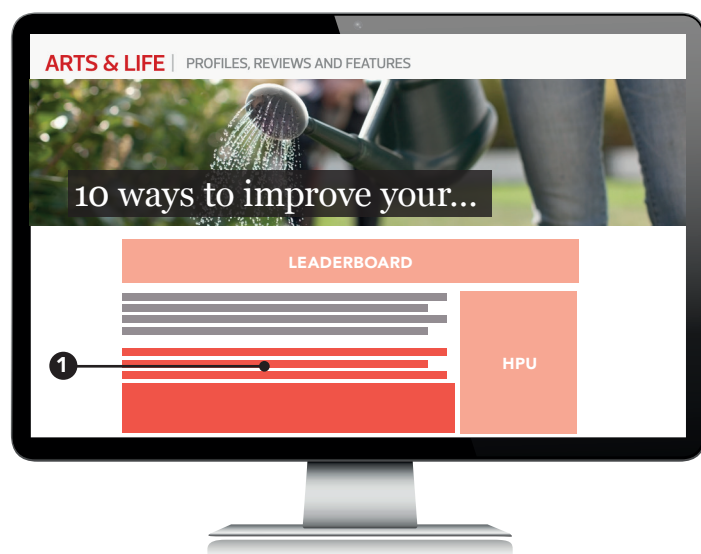 ARTS & LIFE | PROFILES, REVIEWS AND FEATURES
10 ways to improve your...
LEADERBOARD
1
HPU